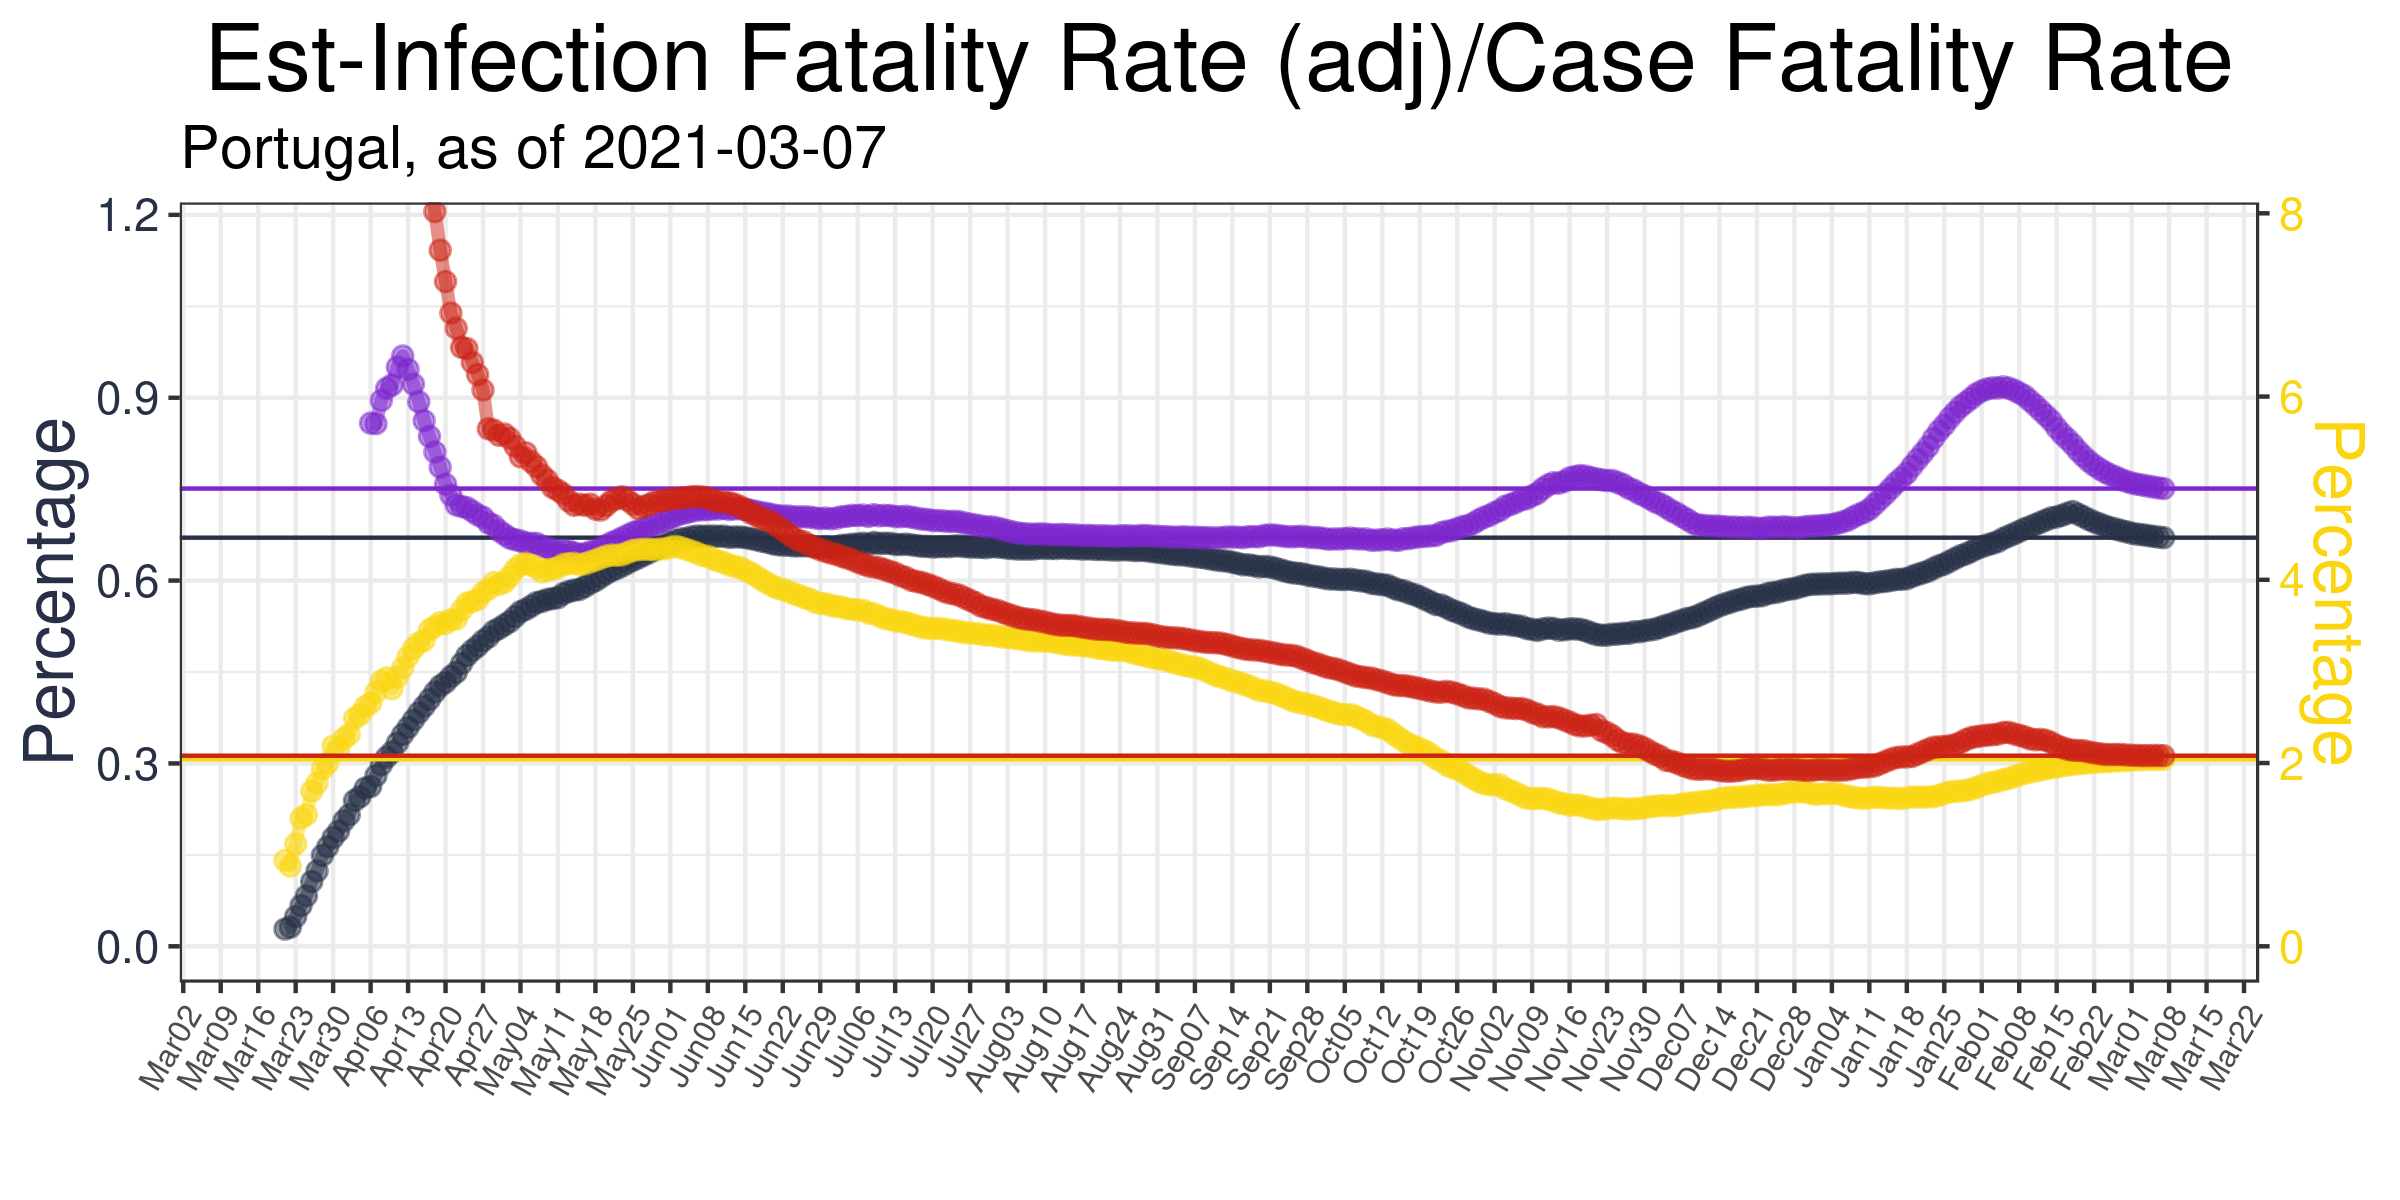 Est-Infection Fatality Rate (adj)/Case Fatality Rate
Portugal, as of 2021-03-07
1.2
0.9
0.6
0.3
0.0
Percentage
8
6
4
2
0
Percentage
Mar02 Mar09 Mar16 Mar23 Mar30 Apr06 Apr13 Apr20 Apr27 May04 May11 May18 May25 Jun01 Jun08 Jun15 Jun22 Jun29 Jul06 Jul13 Jul20 Jul27 Aug03 Aug10 Aug17 Aug24 Aug31 Sep07 Sep14 Sep21 Sep28 Oct05 Oct12 Oct19 Oct26 Nov02 Nov09 Nov16 Nov23 Nov30 Dec07 Dec14 Dec21 Dec28 Dec04 Jan11 Jan18 Jan25 Feb01 Feb08 Feb15 Feb22 Mar01 Mar08 Mar15 Mar22